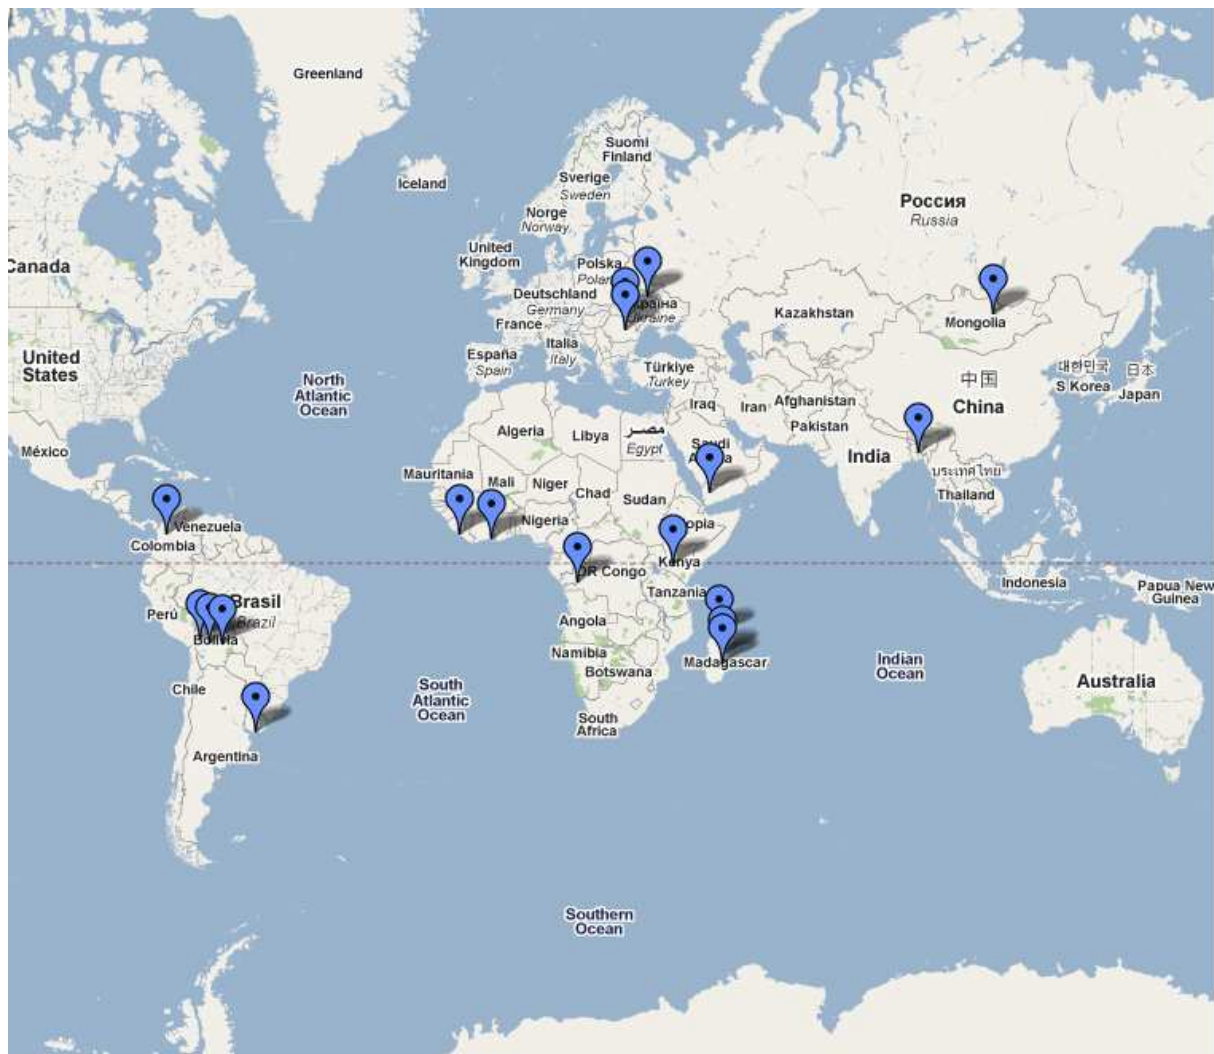 Greenland
Suomi
Finland
Iceland
Sverige
Sweden
Россия
Russia
Norge
Norway
United
Kingdom
Canada
Polska
Deutschland
Germany
Kazakhstan
Mongolia
France
United
States
Italia
Italy
España
Spain
Türkiye
Turkey
대한민국
日本
S Korea
Japan
中国
China
North
Atlantic
Ocean
Iraq
Iran
Afghanistan
Pakistan
Algeria
Libya
مصر
Egypt
México
India
ประเทศไทย
Thailand
Mauritania
Mali
Niger
Chad
Sudan
Venezuela
Nigeria
Colombia
Kenya
DR Congo
Indonesia
Papua New
Guinea
Perú
Brasil
Brazil
Tanzania
Angola
Bolivia
Namibia
Botswana
Madagascar
Indian
Ocean
Australia
Chile
South
Atlantic
Ocean
South
Africa
Argentina
Southern
Ocean